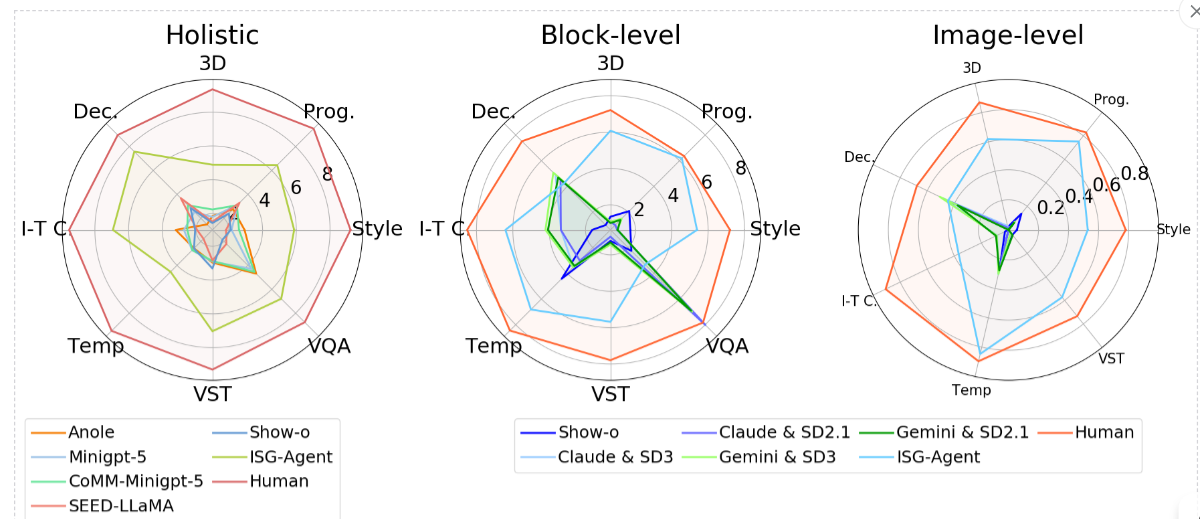 Holistic
Block-level
Image-level
3D
Dec.
Prog.
I-T C.
Style
Temp
VQA
VST
2
4
6
8
3D
Dec.
Prog.
I-T C.
Style
Temp
VQA
VST
2
4
6
8
3D
Prog.
Dec.
Style
I-T C.
VST
Temp
0.2
0.4
0.6
0.8
Anole
Show-o
Minigpt-5
ISG-Agent
CoMM-Minigpt-5
Human
SEED-LLaMA
Show-o
Claude & SD2.1
Gemini & SD2.1
Human
Claude & SD3
Gemini & SD3
ISG-Agent